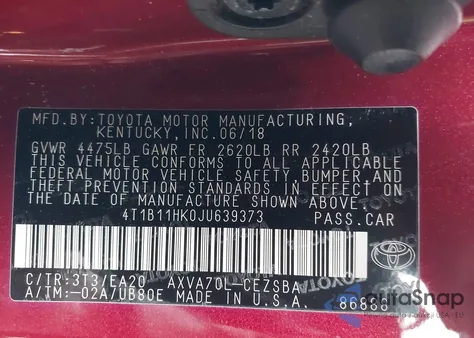 MFD.BY:TOYOTA MOTOR MANUFACTURING,
KENTUCKY,INC.06/18
GVWR 4475LB GAWR FR 2620LB RR 2420LB
THIS VEHICLE CONFORMS TO ALL APPLICABLE
FEDERAL MOTOR VEHICLE SAFETY, BUMPER, AND
THEFT PREVENTION STANDARDS IN EFFECT ON
THE DATE OF MANUFACTURE SHOWN ABOVE.
4T1B11HK0JU639373 PASS.CAR
C/TR:3T3/EA20 AXVA70L-CEZSBA
A/TM:-02A/UB80E MADE IN U.S.A. 86886
AutoSnap